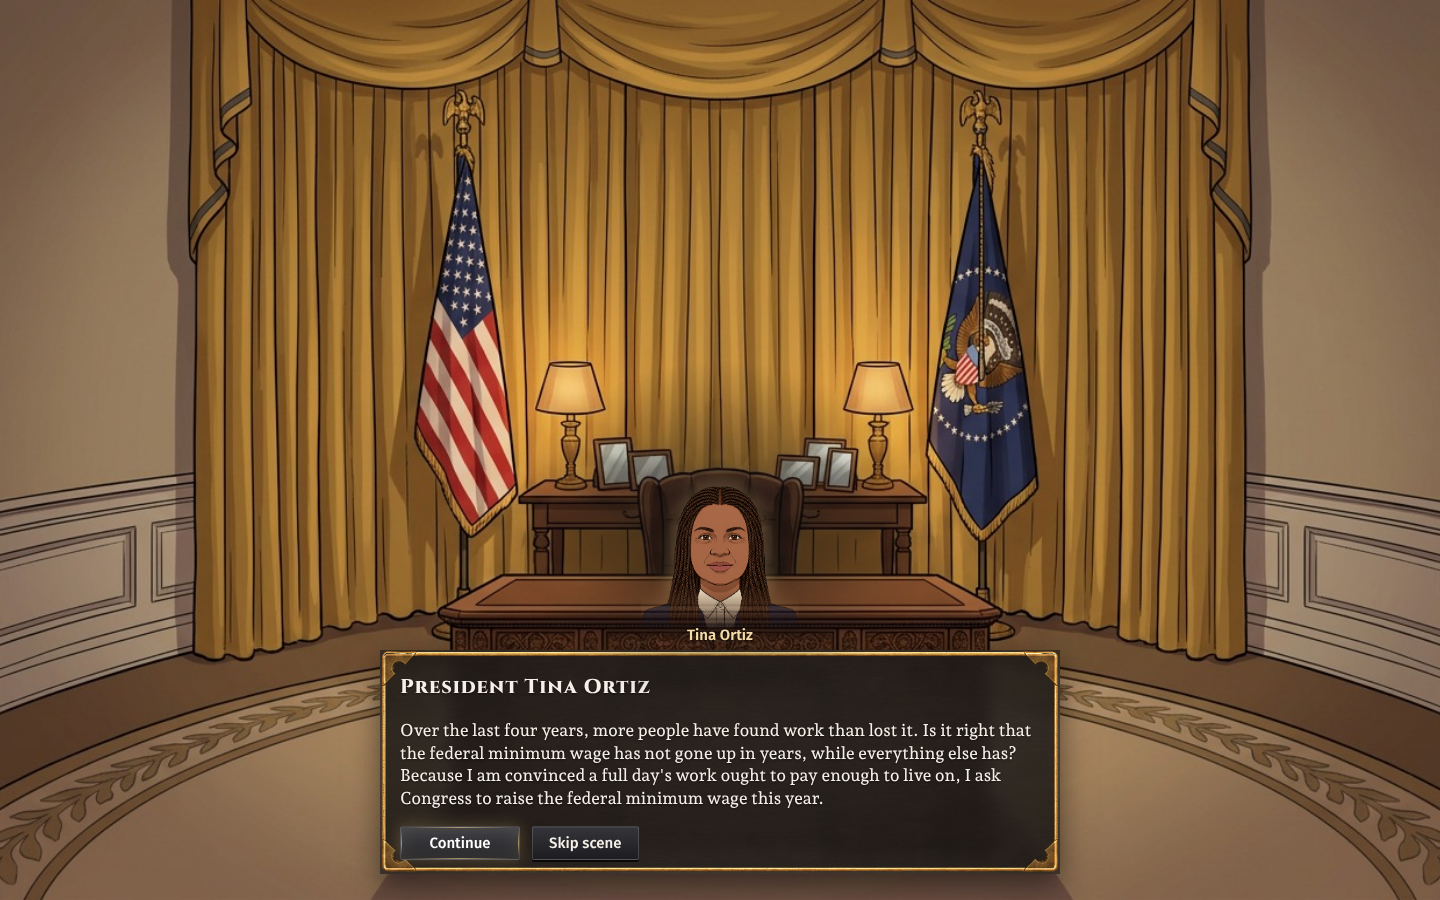 Tina Ortiz
President Tina Ortiz
Over the last four years, more people have found work than lost it. Is it right that
the federal minimum wage has not gone up in years, while everything else has?
Because I am convinced a full day's work ought to pay enough to live on, I ask
Congress to raise the federal minimum wage this year.
Continue
Skip scene